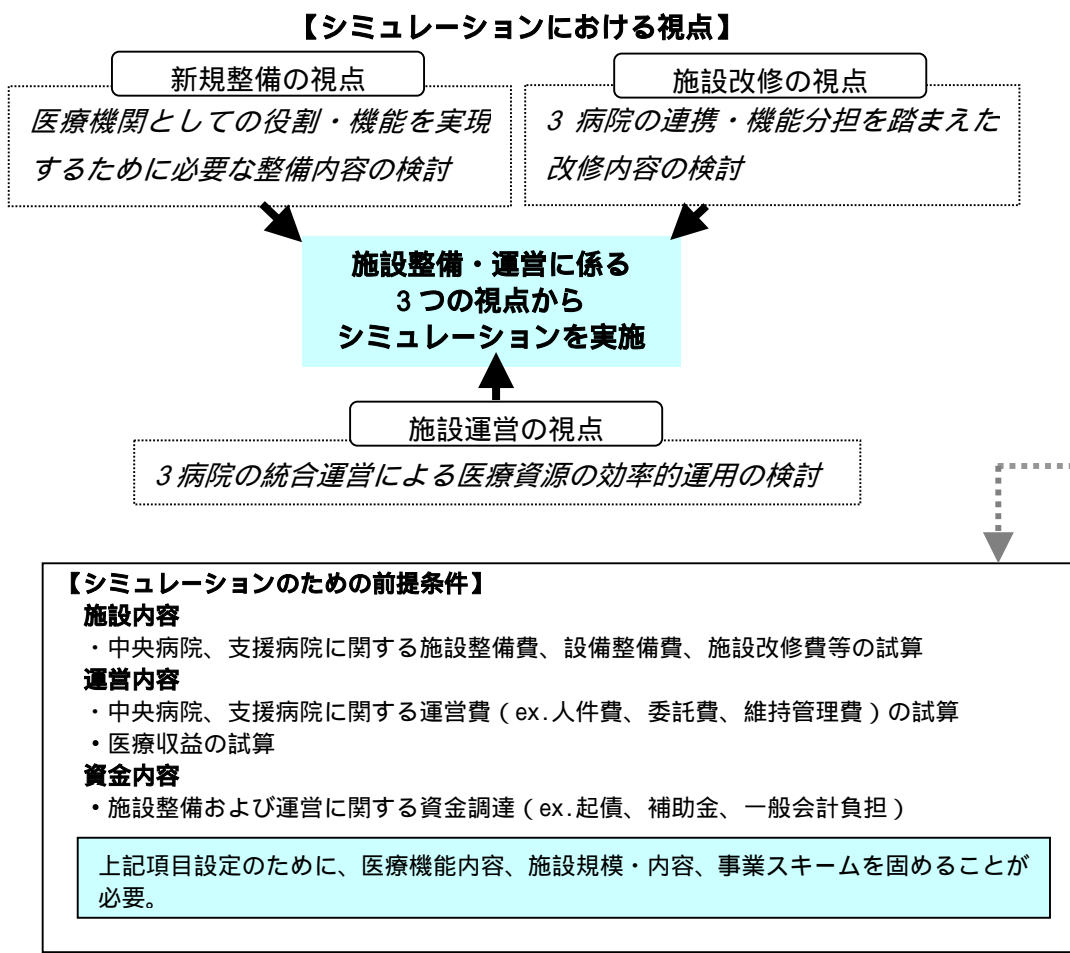 【シミュレーションにおける視点】
新規整備の視点
医療機関としての役割・機能を実現
するために必要な整備内容の検討
施設改修の視点
3 病院の連携・機能分担を踏まえた
改修内容の検討
施設整備・運営に係る
3つの視点から
シミュレーションを実施
施設運営の視点
3病院の統合運営による医療資源の効率的運用の検討
【シミュレーションのための前提条件】
施設内容
・中央病院、支援病院に関する施設整備費、設備整備費、施設改修費等の試算
運営内容
・中央病院、支援病院に関する運営費（ex.人件費、委託費、維持管理費）の試算
・医療収益の試算
資金内容
・施設整備および運営に関する資金調達（ex.起債、補助金、一般会計負担）
上記項目設定のために、医療機能内容、施設規模・内容、事業スキームを固めることが
必要。